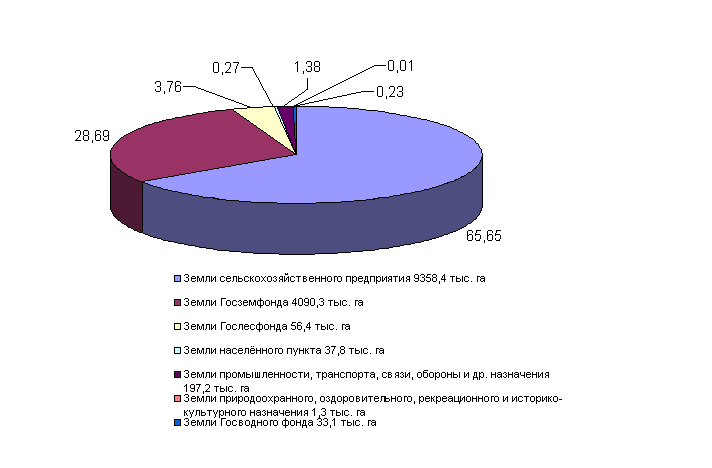 0,01
0,27
1,38
3,76
0,23
28,69
65,65
Земли сельскохозяйственного предприятия 9358,4 тыс. га
Земли Госземфонда 4090,3 тыс. га
Земли Гослесфонда 56,4 тыс. га
Земли населённого пункта 37,8 тыс. га
Земли промышленности, транспорта, связи, обороны и др. назначения
197,2 тыс. га
Земли природоохранного, оздоровительного, рекреационного и историко-
культурного назначения 1,3 тыс. га
Земли Госводного фонда 33,1 тыс. га